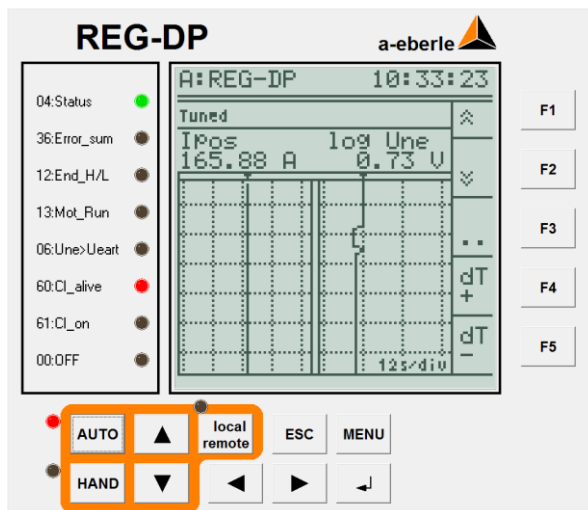 REG-DP
a-eberle
04:Status
36:Error_sum
12:End_H/L
13:Mot_Run
06:Une>Ueart
60:CI_alive
61:CI_on
00:OFF
A:REG-DP 10:33:23
Tuned
Ipos log Une
165.88 A 0.73 V
..
dT
+
dT
-
12s/div
F1
F2
F3
F4
F5
AUTO
local
remote
ESC
MENU
HAND